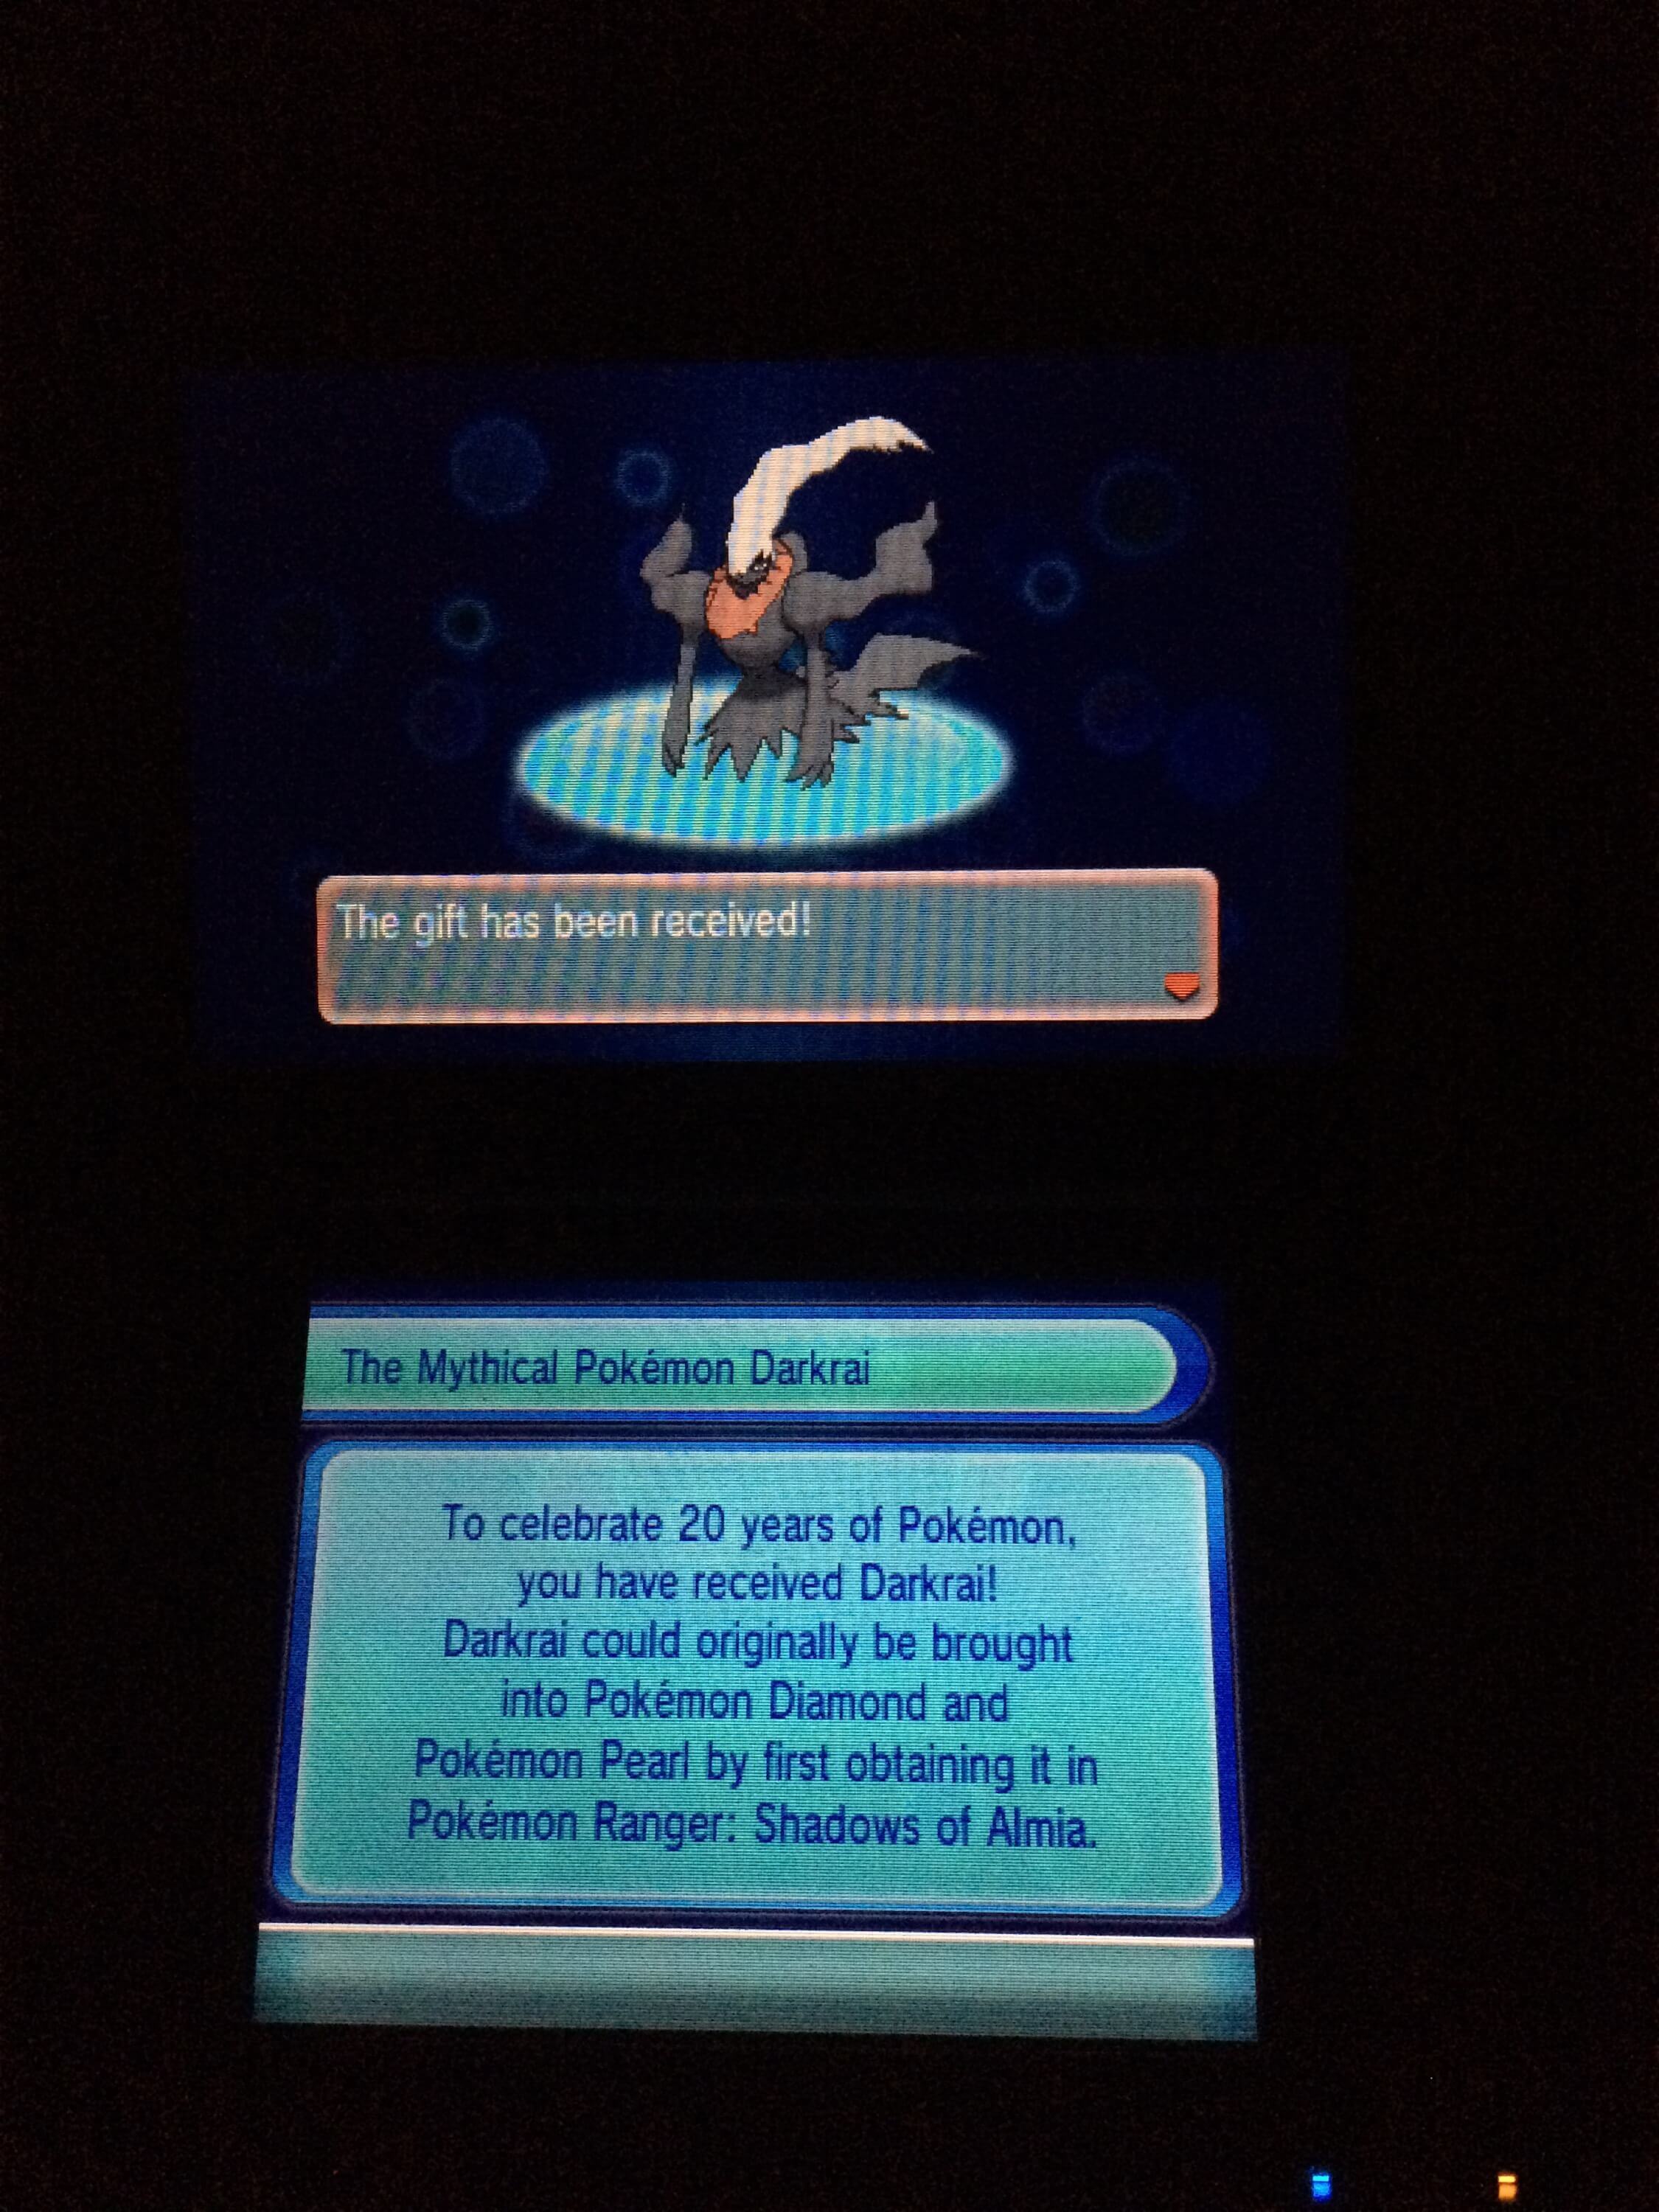 The gift has been received!
The Mythical Pokémon Darkrai
To celebrate 20 years of Pokémon,
you have received Darkrai!
Darkrai could originally be brought
into Pokémon Diamond and
Pokémon Pearl by first obtaining it in
Pokémon Ranger: Shadows of Almia.